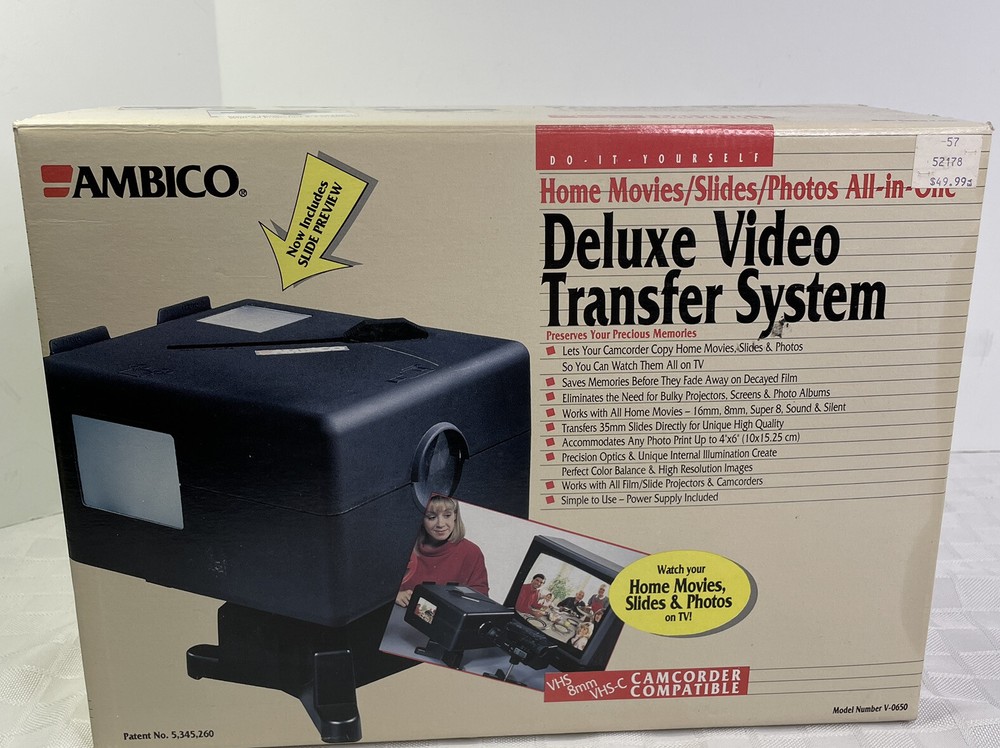 AMBICO®
Now Includes
SLIDE PREVIEW
DO-IT-YOURSELF
57
52178
$49.99
Home Movies/Slides/Photos All-in-One
Deluxe Video
Transfer System
Preserves Your Precious Memories
Lets Your Camcorder Copy Home Movies, Slides & Photos
So You Can Watch Them All on TV
Saves Memories Before They Fade Away on Decayed Film
Eliminates the Need for Bulky Projectors, Screens & Photo Albums
Works with All Home Movies – 16mm, 8mm, Super 8, Sound & Silent
Transfers 35mm Slides Directly for Unique High Quality
Accommodates Any Photo Print Up to 4"x6" (10x15.25 cm)
Precision Optics & Unique Internal Illumination Create
Perfect Color Balance & High Resolution Images
Works with All Film/Slide Projectors & Camcorders
Simple to Use – Power Supply Included
Watch your
Home Movies,
Slides & Photos
on TV!
VHS 8mm VHS-C CAMCORDER
COMPATIBLE
Model Number V-0650
Patent No. 5,345,260